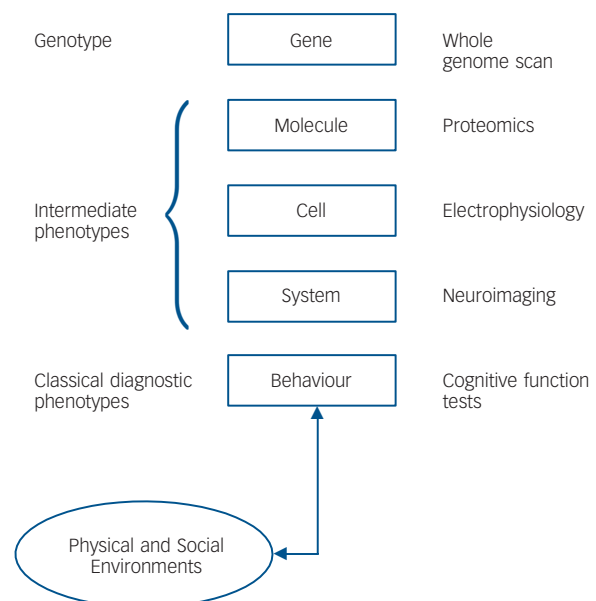 Genotype
Gene
Whole
genome scan
Molecule
Proteomics
Intermediate
phenotypes
Cell
Electrophysiology
System
Neuroimaging
Classical diagnostic
phenotypes
Behaviour
Cognitive function
tests
Physical and Social
Environments